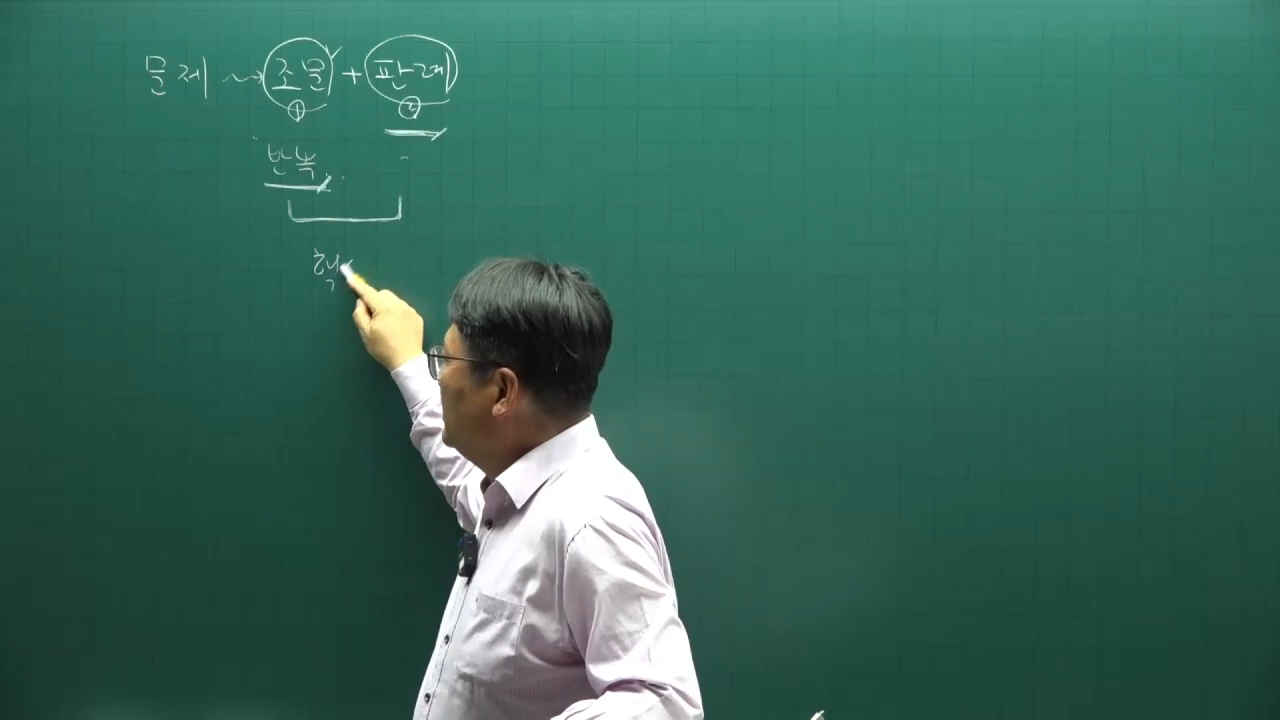 문제 → 조문 + 판례
① ②
반복
핵